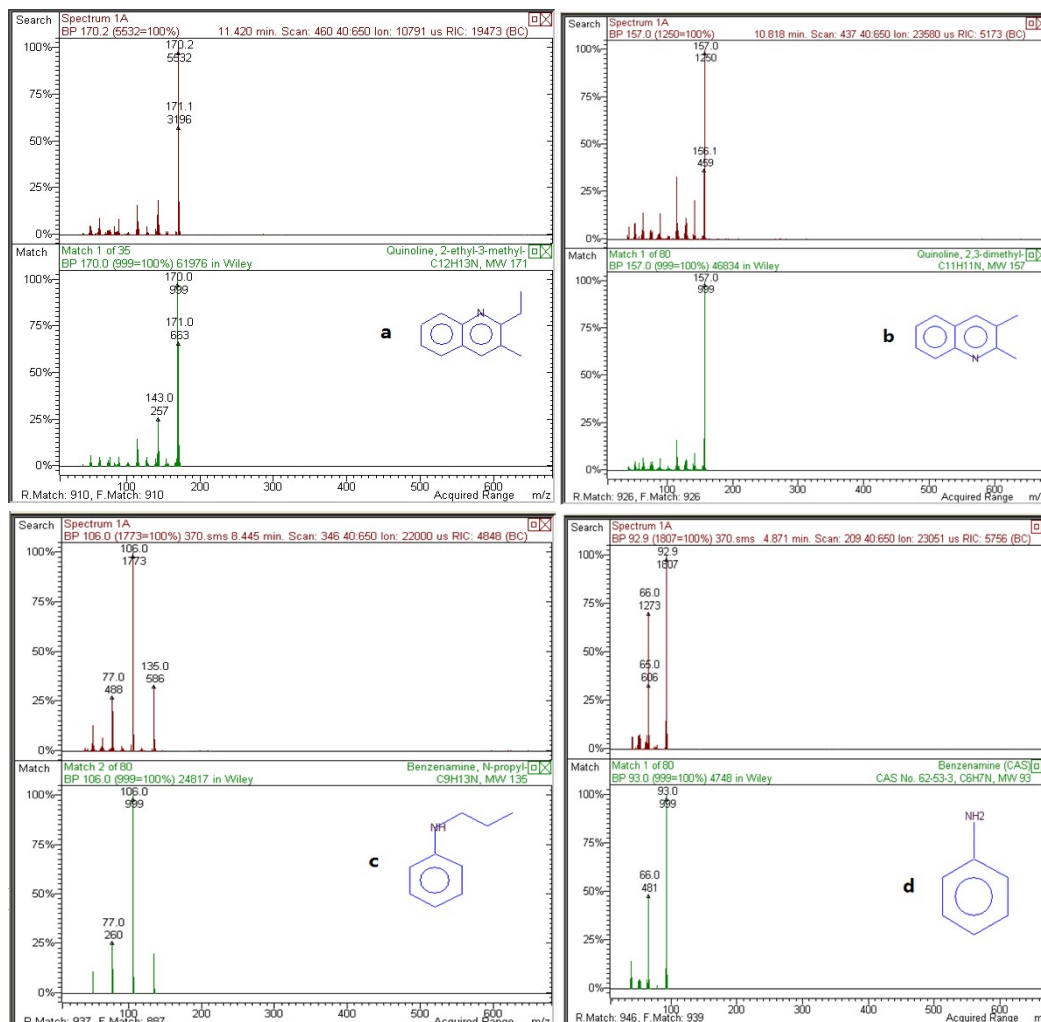 Search
Spectrum 1A
BP 170.2 (5532=100%)
11.420 min. Scan: 460 40:650 Ion: 10791 us RIC: 19473 (BC)
100%
75%
50%
25%
0%
170.2
5532
171.1
3196
Match
Match 1 of 35
Quinoline, 2-ethyl-3-methyl-
BP 170.0 (999=100%) 61976 in Wiley
C12H13N, MW 171
100%
75%
50%
25%
0%
170.0
999
171.0
663
143.0
257
a
N
100
200
300
400
500
600
R.Match: 910, F.Match: 910
Acquired Range
m/z
Search
Spectrum 1A
BP 157.0 (1250=100%)
10.818 min. Scan: 437 40:650 Ion: 23580 us RIC: 5173 (BC)
100%
75%
50%
25%
0%
157.0
1250
156.1
459
Match
Match 1 of 80
Quinoline, 2,3-dimethyl-
BP 157.0 (999=100%) 46834 in Wiley
C11H11N, MW 157
100%
75%
50%
25%
0%
157.0
999
b
N
100
200
300
400
500
600
R.Match: 926, F.Match: 926
Acquired Range
m/z
Search
Spectrum 1A
BP 106.0 (1773=100%) 370.sms 8.445 min. Scan: 346 40:650 Ion: 22000 us RIC: 4848 (BC)
100%
75%
50%
25%
0%
106.0
1773
77.0
488
135.0
586
Match
Match 2 of 80
Benzenamine, N-propyl-
BP 106.0 (999=100%) 24817 in Wiley
C9H13N, MW 135
100%
75%
50%
25%
0%
106.0
999
77.0
260
c
NH
100
200
300
400
500
600
R.Match: 937, F.Match: 887
Acquired Range
m/z
Search
Spectrum 1A
BP 92.9 (1807=100%) 370.sms
4.871 min. Scan: 209 40:650 Ion: 23051 us RIC: 5756 (BC)
100%
75%
50%
25%
0%
92.9
1807
66.0
1273
65.0
606
Match
Match 1 of 80
Benzenamine (CAS)
BP 93.0 (999=100%) 4748 in Wiley
CAS No. 62-53-3, C6H7N, MW 93
100%
75%
50%
25%
0%
93.0
999
66.0
481
d
NH2
100
200
300
400
500
600
R.Match: 946, F.Match: 939
Acquired Range